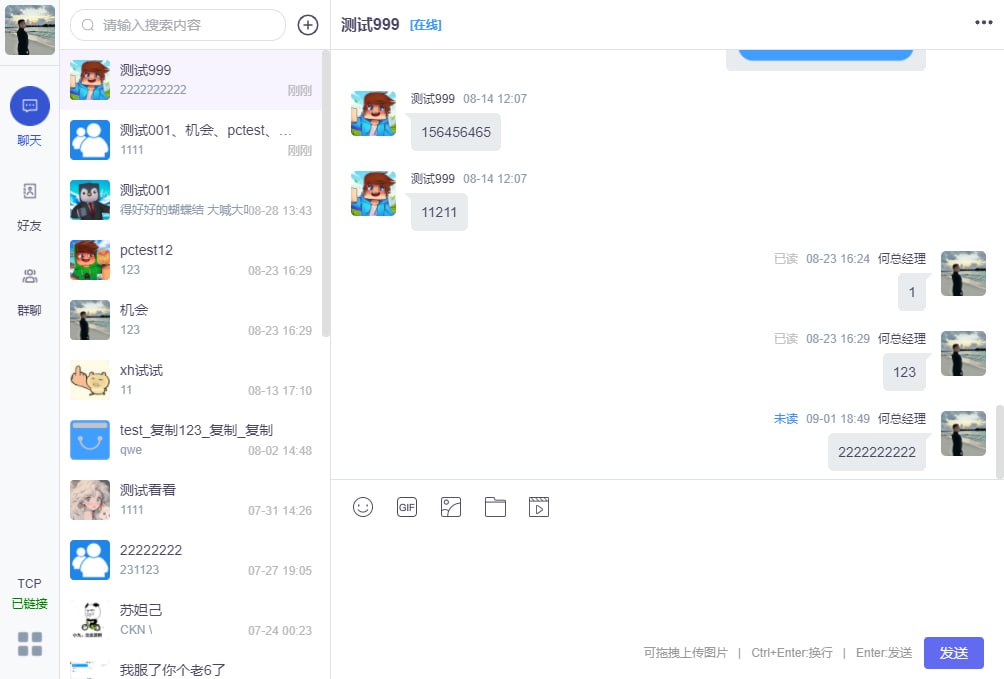 聊天
好友
群聊
TCP
已链接
请输入搜索内容
测试999
2222222222 刚刚
测试001、机会、pctest、…
1111 刚刚
测试001
得好好的蝴蝶结 大喊大叫08-28 13:43
pctest12
123 08-23 16:29
机会
123 08-23 16:29
xh试试
11 08-13 17:10
test_复制123_复制_复制
qwe 08-02 14:48
测试看看
1111 07-31 14:26
22222222
231123 07-27 19:05
苏妲己
CKN \ 07-24 00:23
我服了你个老6了
测试999 [在线]
测试999 08-14 12:07
156456465
测试999 08-14 12:07
11211
已读 08-23 16:24 何总经理
1
已读 08-23 16:29 何总经理
123
未读 09-01 18:49 何总经理
2222222222
GIF
可拖拽上传图片 | Ctrl+Enter:换行 | Enter:发送 发送